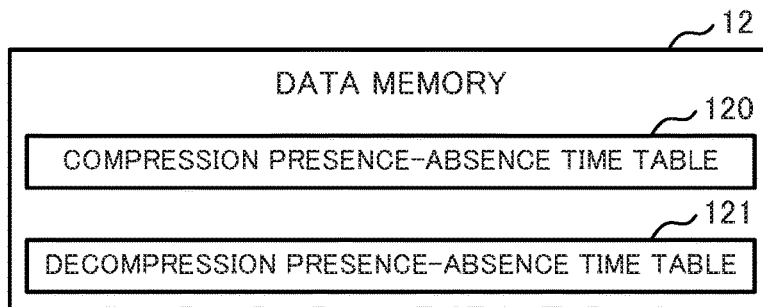 12
DATA MEMORY
120
COMPRESSION PRESENCE-ABSENCE TIME TABLE
121
DECOMPRESSION PRESENCE-ABSENCE TIME TABLE